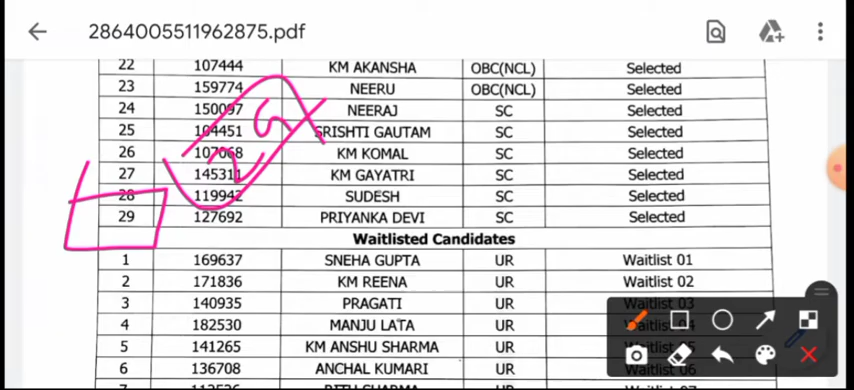 2864005511962875.pdf
22 107444 KM AKANSHA OBC(NCL) Selected
23 159774 NEERU OBC(NCL) Selected
24 150097 NEERAJ SC Selected
25 104451 SRISHTI GAUTAM SC Selected
26 107068 KM KOMAL SC Selected
27 145311 KM GAYATRI SC Selected
28 119942 SUDESH SC Selected
29 127692 PRIYANKA DEVI SC Selected
Waitlisted Candidates
1 169637 SNEHA GUPTA UR Waitlist 01
2 171836 KM REENA UR Waitlist 02
3 140935 PRAGATI UR Waitlist 03
4 182530 MANJU LATA UR
5 141265 KM ANSHU SHARMA UR
6 136708 ANCHAL KUMARI UR Waitlist 06